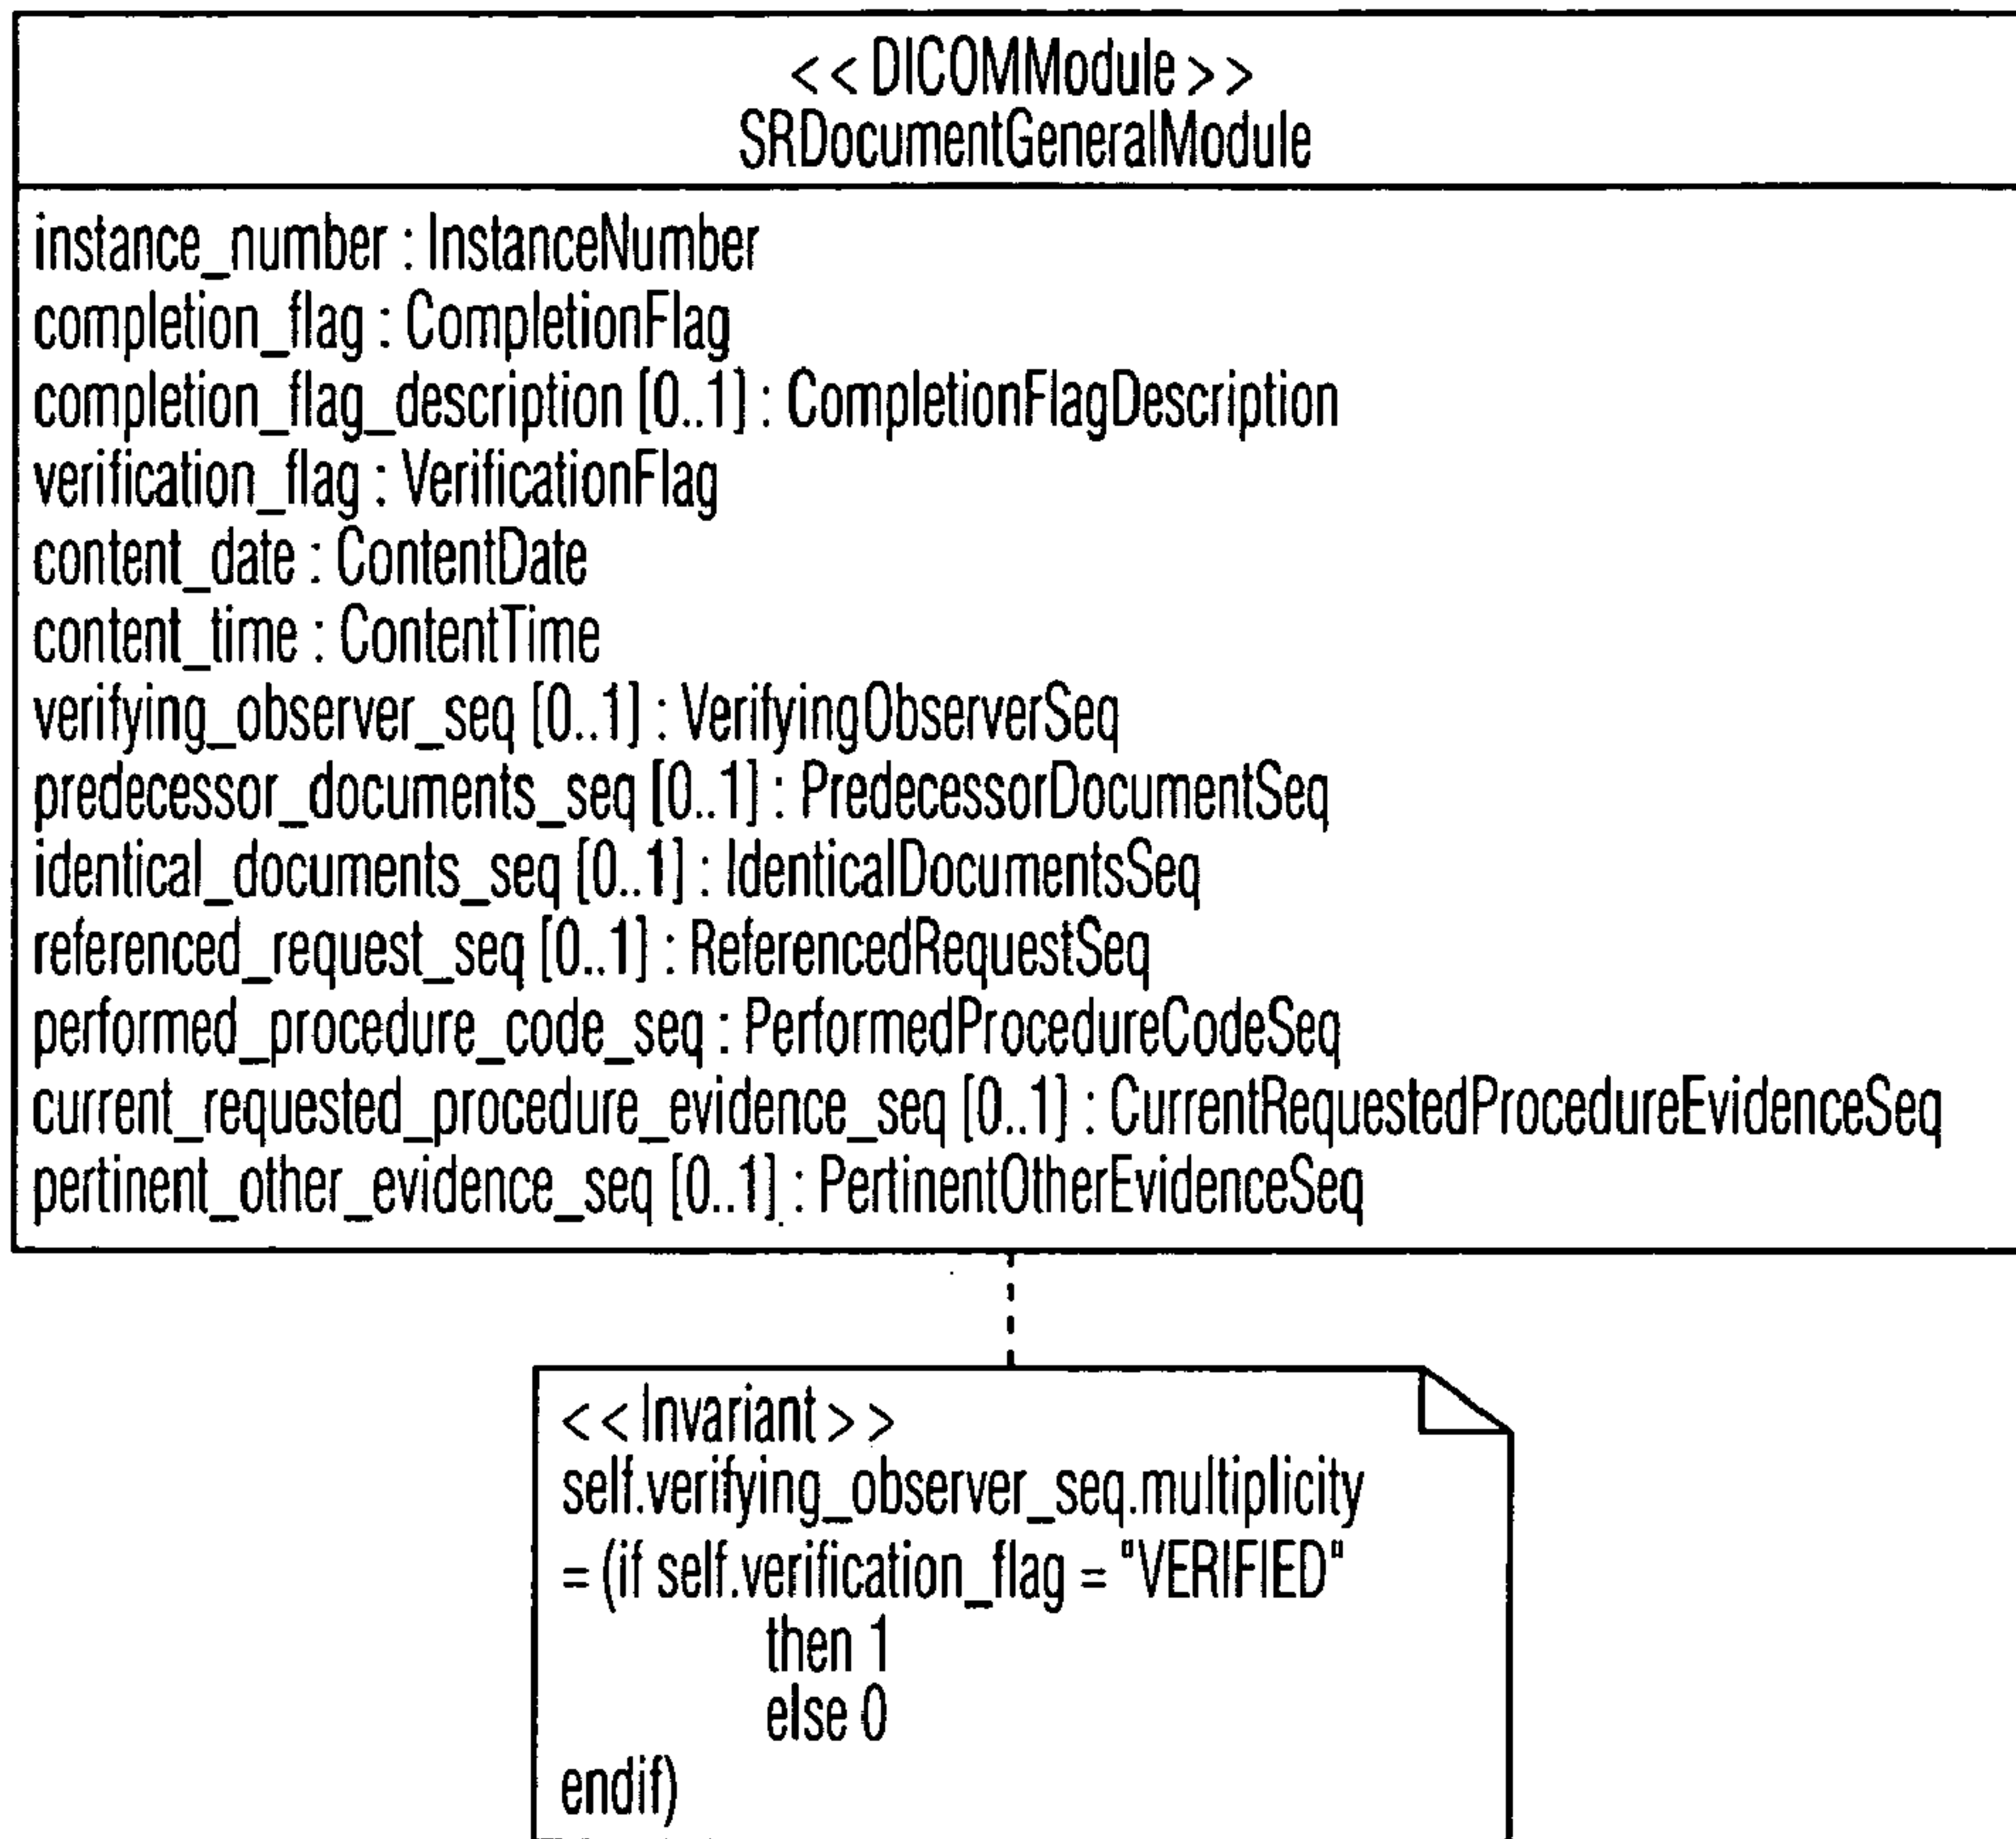 << DICOMModule >>
SRDocumentGeneralModule
instance_number : InstanceNumber
completion_flag : CompletionFlag
completion_flag_description [0..1] : CompletionFlagDescription
verification_flag : VerificationFlag
content_date : ContentDate
content_time : ContentTime
verifying_observer_seq [0..1] : VerifyingObserverSeq
predecessor_documents_seq [0..1] : PredecessorDocumentSeq
identical_documents_seq [0..1] : IdenticalDocumentsSeq
referenced_request_seq [0..1] : ReferencedRequestSeq
performed_procedure_code_seq : PerformedProcedureCodeSeq
current_requested_procedure_evidence_seq [0..1] : CurrentRequestedProcedureEvidenceSeq
pertinent_other_evidence_seq [0..1] : PertinentOtherEvidenceSeq
<< Invariant >>
self.verifying_observer_seq.multiplicity
= (if self.verification_flag = "VERIFIED"
then 1
else 0
endif)